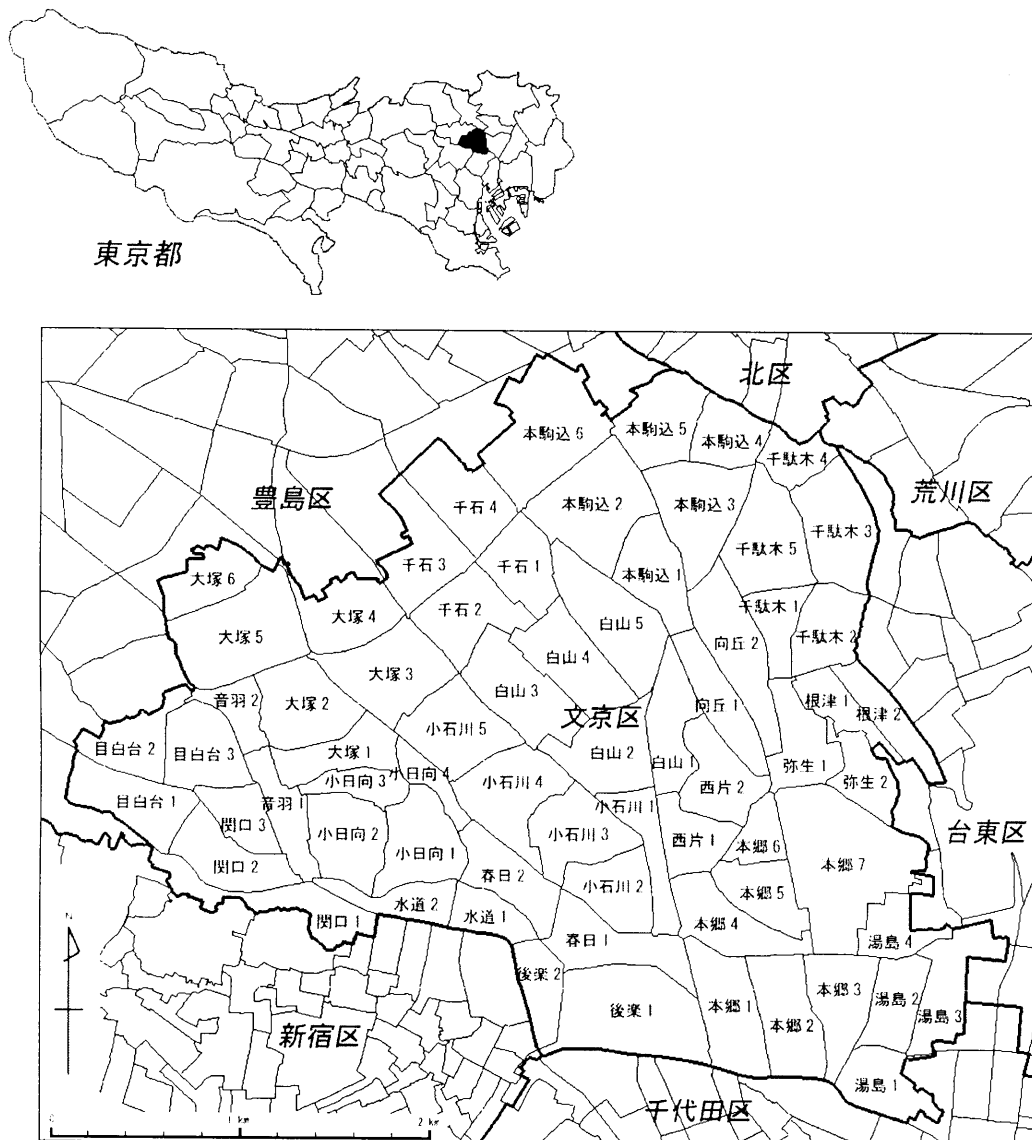 東京都
北区
本駒込 5
本駒込 6
本駒込 4
千駄木 4
豊島区
荒川区
千石 4
本駒込 2
本駒込 3
千駄木 3
千駄木 5
千石 3
千石 1
大塚 6
本駒込 1
千石 2
千駄木 1
大塚 4
白山 5
千駄木 2
大塚 5
向丘 2
白山 4
大塚 3
白山 3
音羽 2
大塚 2
根津 1
向丘 1
根津 2
文京区
小石川 5
目白台 2
目白台 3
大塚 1
白山 2
白山 1
弥生 1
小日向 4
小日向 3
小石川 4
西片 2
弥生 2
目白台 1
音羽 1
小石川 1
関口 3
小日向 2
小石川 3
西片 1
本郷 6
台東区
小日向 1
本郷 7
関口 2
春日 2
小石川 2
本郷 5
水道 2
水道 1
関口 1
本郷 4
春日 1
湯島 4
N
後楽 2
本郷 3
後楽 1
本郷 1
湯島 2
湯島 3
新宿区
本郷 2
湯島 1
千代田区
0 1 km 2 km